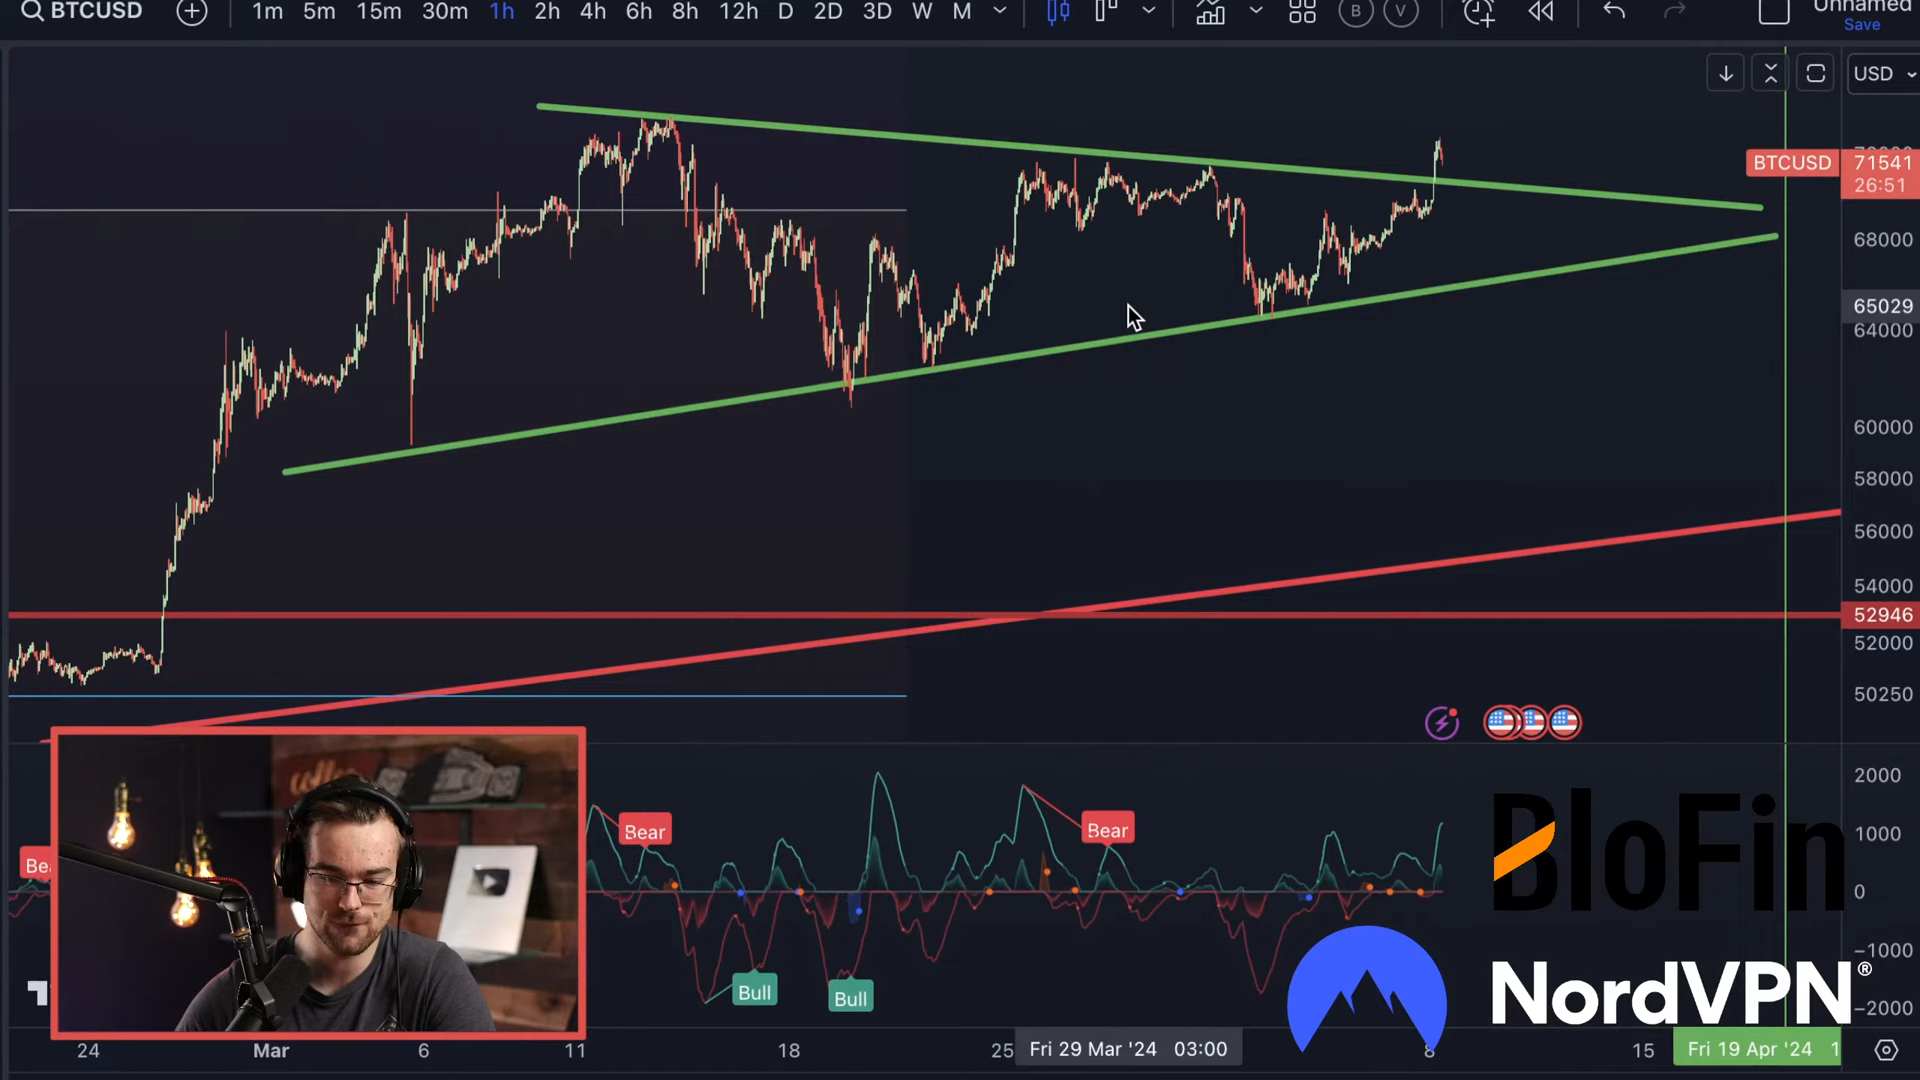 BTCUSD 1m 5m 15m 30m 1h 2h 4h 6h 8h 12h D 2D 3D W M B V Unnamed
Save
USD
BTCUSD 71541
26:51
68000
65029
64000
60000
58000
56000
54000
52946
52000
50250
2000
Bear
Bear
1000
BloFin
0
-1000
Bull
Bull
NordVPN®
-2000
24 Mar 6 11 18 25 Fri 29 Mar '24 03:00 8 15 Fri 19 Apr '24